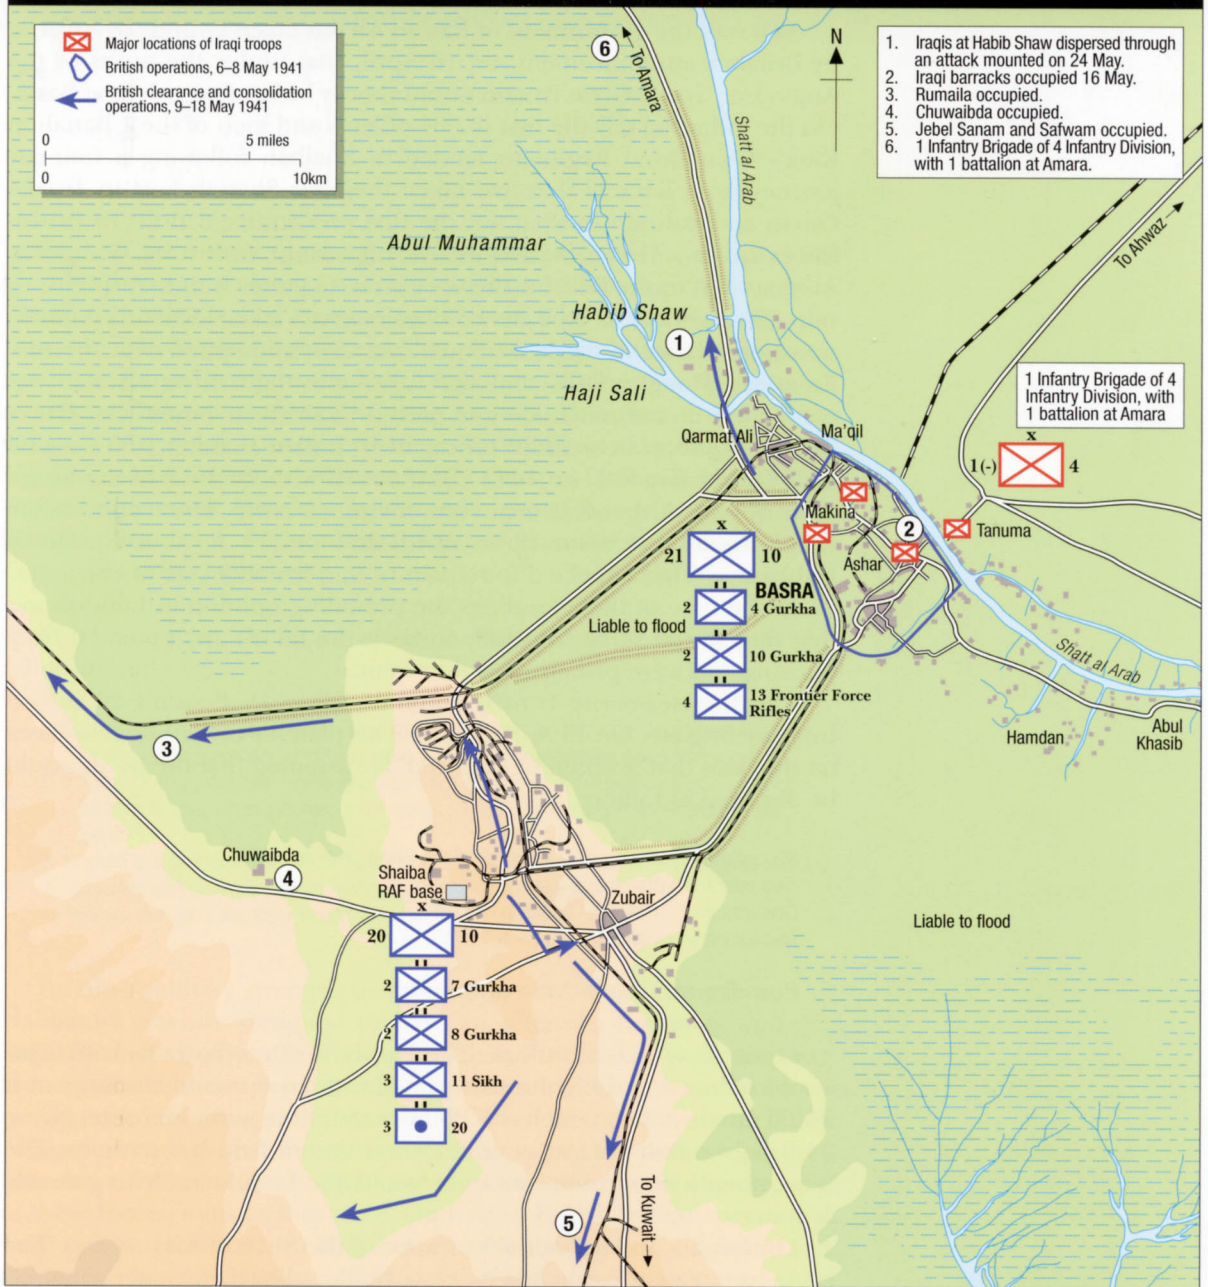 Major locations of Iraqi troops
British operations, 6–8 May 1941
British clearance and consolidation
operations, 9–18 May 1941
0
5 miles
0
10km
6
To Amara
N
1. Iraqis at Habib Shaw dispersed through
an attack mounted on 24 May.
2. Iraqi barracks occupied 16 May.
3. Rumaila occupied.
4. Chuwaibda occupied.
5. Jebel Sanam and Safwam occupied.
6. 1 Infantry Brigade of 4 Infantry Division,
with 1 battalion at Amara.
Shatt al Arab
To Ahwaz
Abul Muhammar
Habib Shaw
1
Haji Sali
1 Infantry Brigade of 4
Infantry Division, with
1 battalion at Amara
x
1(-) 4
Qarmat Ali
Ma'qil
Makina
2
Tanuma
Ashar
x
21 10
BASRA
2 4 Gurkha
Liable to flood
2 10 Gurkha
4 13 Frontier Force
Rifles
Shatt al Arab
Hamdan
Abul
Khasib
3
Chuwaibda
4
Shaiba
RAF base
Zubair
Liable to flood
x
20 10
2 7 Gurkha
2 8 Gurkha
3 11 Sikh
3 20
5
To Kuwait